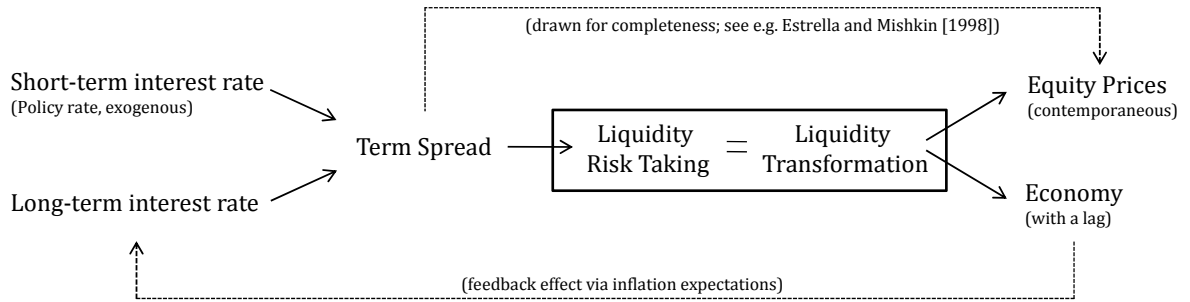 (drawn for completeness; see e.g. Estrella and Mishkin [1998])
Short-term interest rate
(Policy rate, exogenous)
Equity Prices
(contemporaneous)
Term Spread
Liquidity
Risk Taking
=
Liquidity
Transformation
Long-term interest rate
Economy
(with a lag)
(feedback effect via inflation expectations)